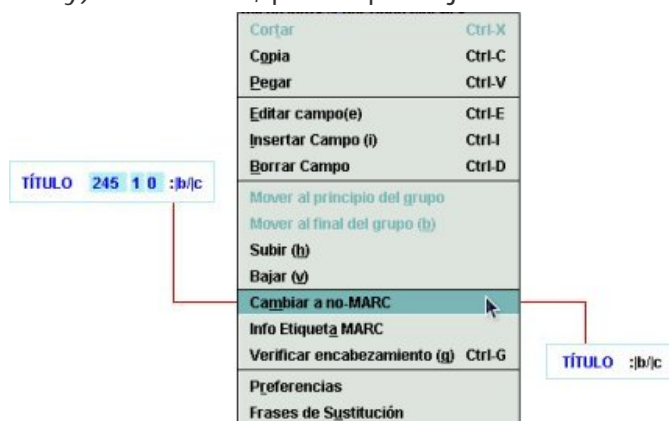 Cortar Ctrl-X
Copia Ctrl-C
Pegar Ctrl-V
Editar campo(e) Ctrl-E
Insertar Campo (i) Ctrl-I
Borrar Campo Ctrl-D
TÍTULO 245 1 0 :|b/|c
Mover al principio del grupo
Mover al final del grupo (b)
Subir (h)
Bajar (v)
Cambiar a no-MARC
Info Etiqueta MARC
Verificar encabezamiento (g) Ctrl-G
TÍTULO :|b/|c
Preferencias
Frases de Sustitución